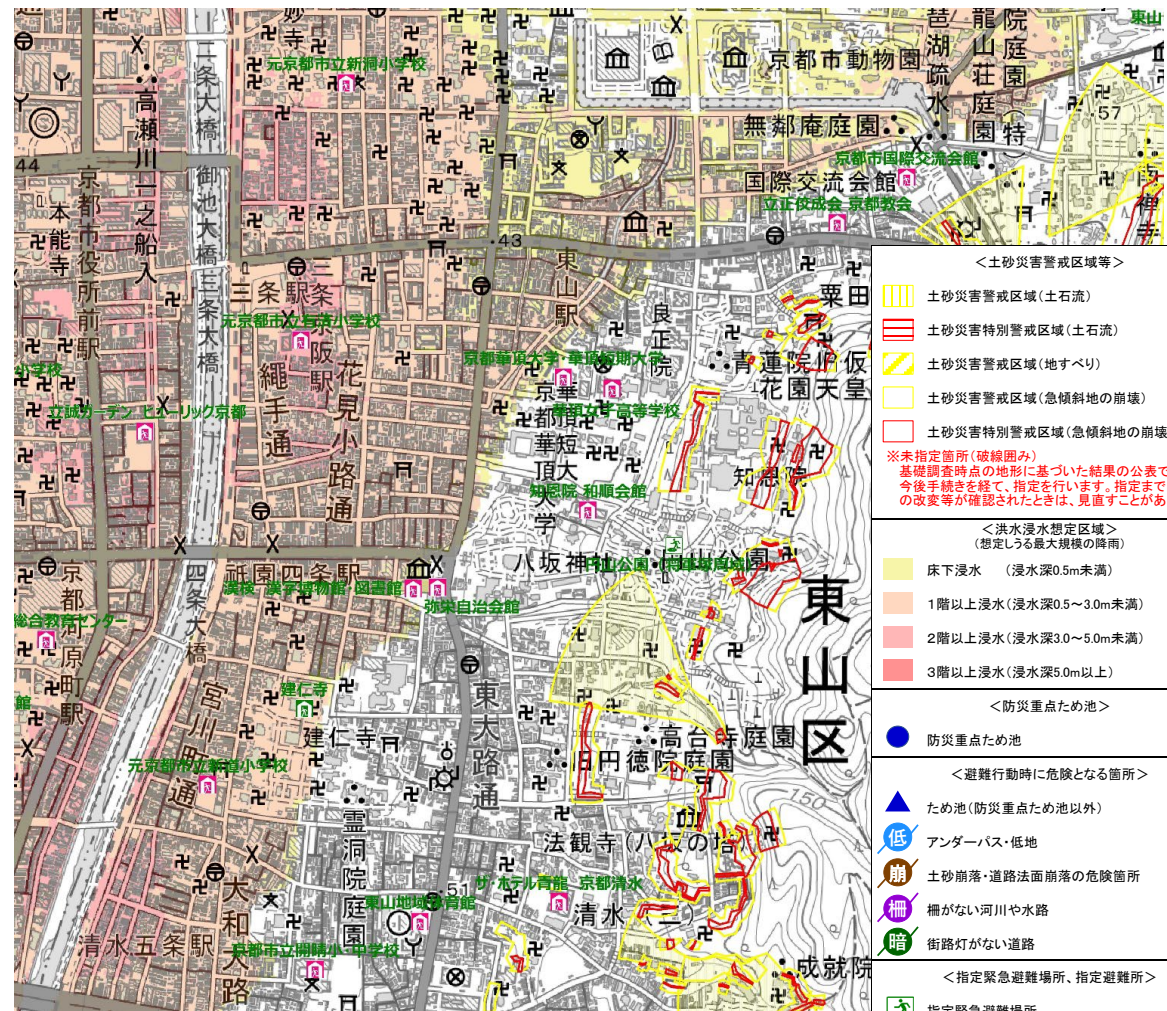 妙
寺
元京都市立新洞小学校
二条大橋
高瀬川一之船入
京都市動物園
琵琶湖疏水
龍山荘庭園
院庭園(特)
東山
無鄰庵庭園
・57
京都市国際交流会館
国際交流会館
立正佼成会 京都教会
44
本能寺
京都市役所前駅
御池大橋
三条大橋
・43
三条駅
三条
京阪駅
元京都市立有済小学校
東山駅
良正院
粟田
小学校
立誠ガーデン ヒューリック京都
縄手通
花見小路通
京都華頂大学・華頂短期大学
華頂女子高等学校
華頂短大
京都華頂大学
青蓮院旧仮
花園天皇
知恩院
知恩院 和順会館
八坂神社
円山公園
祇園四条駅
四条大橋
漢検 漢字博物館・図書館
弥栄自治会館
京都河原町駅
総合教育センター
館
東山区
宮川町通
建仁寺
建仁寺
東大路通
元京都市立新道小学校
高台寺庭園
旧円徳院庭園
150
法観寺(八坂の塔)
霊洞院庭園
・51
ザ・ホテル青龍 京都清水
清水(二)
東山地域体育館
大和大路
清水五条駅
京都市立開睛小・中学校
成就院
<土砂災害警戒区域等>
土砂災害警戒区域(土石流)
土砂災害特別警戒区域(土石流)
土砂災害警戒区域(地すべり)
土砂災害警戒区域(急傾斜地の崩壊)
土砂災害特別警戒区域(急傾斜地の崩壊
※未指定箇所(破線囲み)
基礎調査時点の地形に基づいた結果の公表で
今後手続きを経て、指定を行います。指定まで
の改変等が確認されたときは、見直すことがあ
<洪水浸水想定区域>
(想定しうる最大規模の降雨)
床下浸水 (浸水深0.5m未満)
1階以上浸水(浸水深0.5~3.0m未満)
2階以上浸水(浸水深3.0~5.0m未満)
3階以上浸水(浸水深5.0m以上)
<防災重点ため池>
防災重点ため池
<避難行動時に危険となる箇所>
ため池(防災重点ため池以外)
低 アンダーパス・低地
崩 土砂崩落・道路法面崩落の危険箇所
柵 柵がない河川や水路
暗 街路灯がない道路
<指定緊急避難場所、指定避難所>
指定緊急避難場所